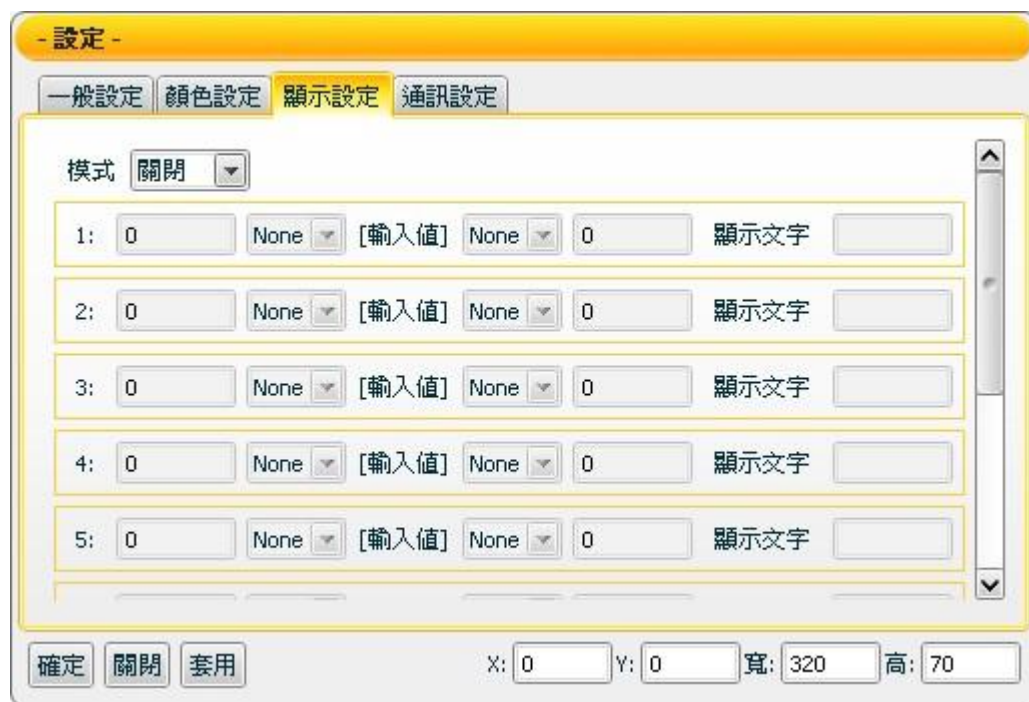 - 設定 -
一般設定 顏色設定 顯示設定 通訊設定
模式 關閉
1: 0 None [輸入值] None 0 顯示文字
2: 0 None [輸入值] None 0 顯示文字
3: 0 None [輸入值] None 0 顯示文字
4: 0 None [輸入值] None 0 顯示文字
5: 0 None [輸入值] None 0 顯示文字
確定 關閉 套用 X: 0 Y: 0 寬: 320 高: 70